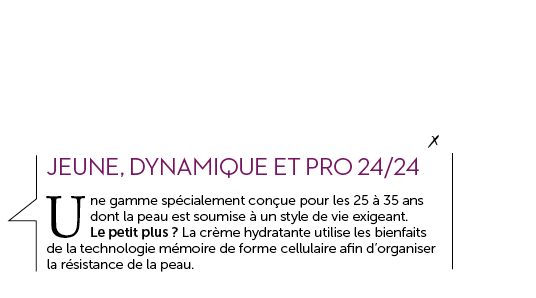 JEUNE, DYNAMIQUE ET PRO 24/24
Une gamme spécialement conçue pour les 25 à 35 ans
dont la peau est soumise à un style de vie exigeant.
Le petit plus ? La crème hydratante utilise les bienfaits
de la technologie mémoire de forme cellulaire afin d’organiser
la résistance de la peau.